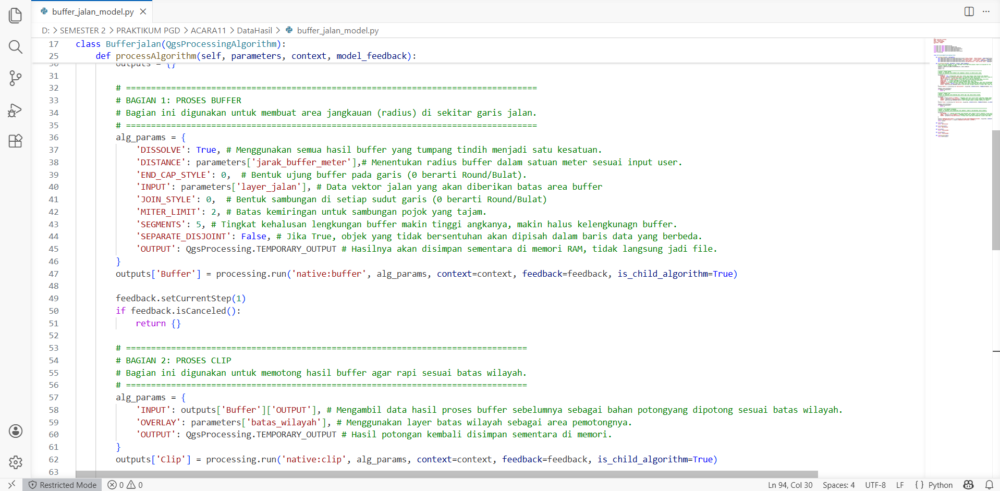 buffer_jalan_model.py
D: > SEMESTER 2 > PRAKTIKUM PGD > ACARA11 > DataHasil > buffer_jalan_model.py
17 class Bufferjalan(QgsProcessingAlgorithm):
25 def processAlgorithm(self, parameters, context, model_feedback):
30 outputs = {}
31
32 # ==================================================================================
33 # BAGIAN 1: PROSES BUFFER
34 # Bagian ini digunakan untuk membuat area jangkauan (radius) di sekitar garis jalan.
35 # ==================================================================================
36 alg_params = {
37 'DISSOLVE': True, # Menggunakan semua hasil buffer yang tumpang tindih menjadi satu kesatuan.
38 'DISTANCE': parameters['jarak_buffer_meter'],# Menentukan radius buffer dalam satuan meter sesuai input user.
39 'END_CAP_STYLE': 0,  # Bentuk ujung buffer pada garis (0 berarti Round/Bulat).
40 'INPUT': parameters['layer_jalan'], # Data vektor jalan yang akan diberikan batas area buffer
41 'JOIN_STYLE': 0,  # Bentuk sambungan di setiap sudut garis (0 berarti Round/Bulat)
42 'MITER_LIMIT': 2, # Batas kemiringan untuk sambungan pojok yang tajam.
43 'SEGMENTS': 5, # Tingkat kehalusan lengkungan buffer makin tinggi angkanya, makin halus kelengkunagn buffer.
44 'SEPARATE_DISJOINT': False, # Jika True, objek yang tidak bersentuhan akan dipisah dalam baris data yang berbeda.
45 'OUTPUT': QgsProcessing.TEMPORARY_OUTPUT # Hasilnya akan disimpan sementara di memori RAM, tidak langsung jadi file.
46 }
47 outputs['Buffer'] = processing.run('native:buffer', alg_params, context=context, feedback=feedback, is_child_algorithm=True)
48
49 feedback.setCurrentStep(1)
50 if feedback.isCanceled():
51 return {}
52
53 # ================================================================================
54 # BAGIAN 2: PROSES CLIP
55 # Bagian ini digunakan untuk memotong hasil buffer agar rapi sesuai batas wilayah.
56 # ================================================================================
57 alg_params = {
58 'INPUT': outputs['Buffer']['OUTPUT'], # Mengambil data hasil proses buffer sebelumnya sebagai bahan potongyang dipotong sesuai batas wilayah.
59 'OVERLAY': parameters['batas_wilayah'], # Menggunakan layer batas wilayah sebagai area pemotongnya.
60 'OUTPUT': QgsProcessing.TEMPORARY_OUTPUT # Hasil potongan kembali disimpan sementara di memori.
61 }
62 outputs['Clip'] = processing.run('native:clip', alg_params, context=context, feedback=feedback, is_child_algorithm=True)
63
Restricted Mode 0 0 Ln 94, Col 30 Spaces: 4 UTF-8 LF { } Python